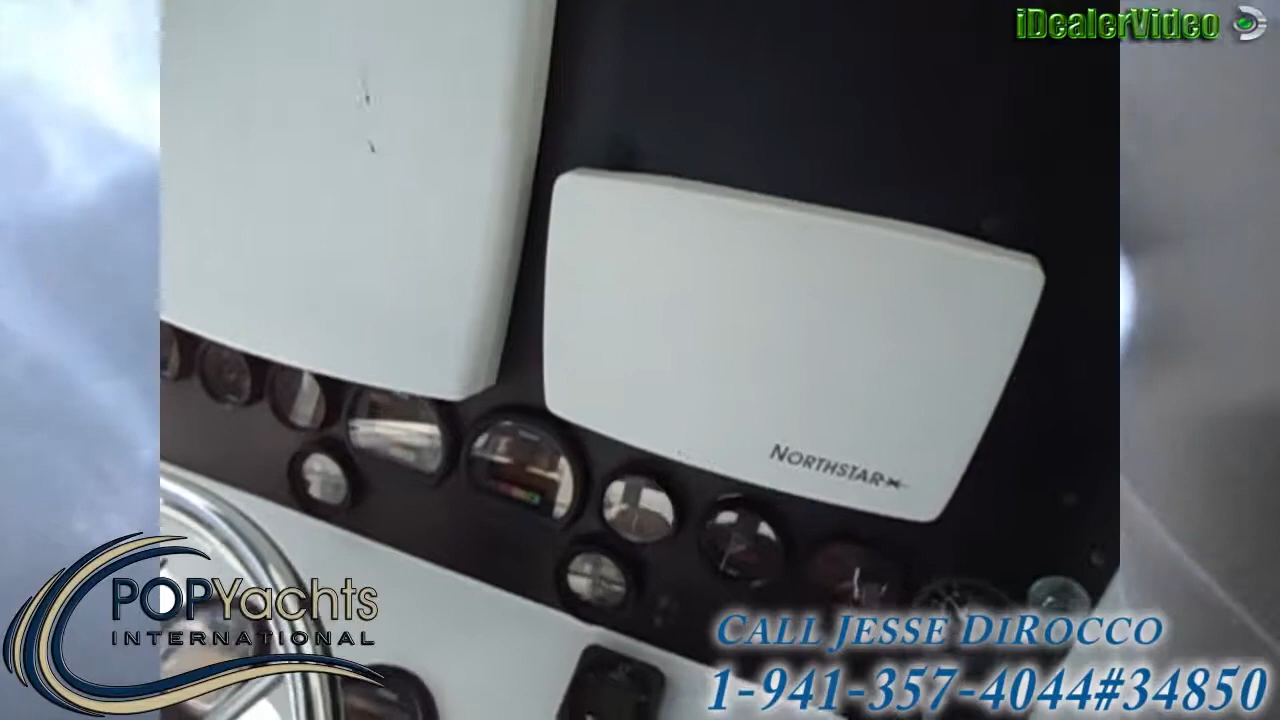 iDealerVideo
NORTHSTAR
POPYachts
INTERNATIONAL
CALL JESSE DIROCCO
1-941-357-4044#34850